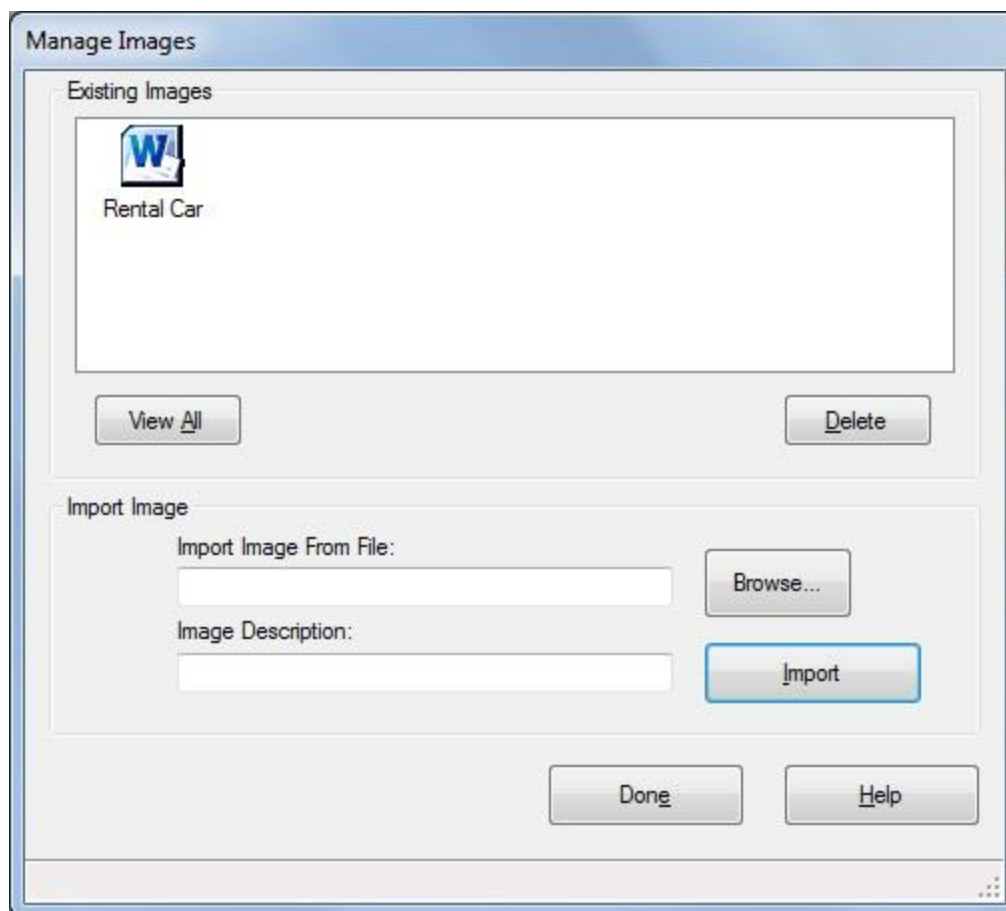 Manage Images
Existing Images
W
Rental Car
View All
Delete
Import Image
Import Image From File:
Browse...
Image Description:
Import
Done
Help